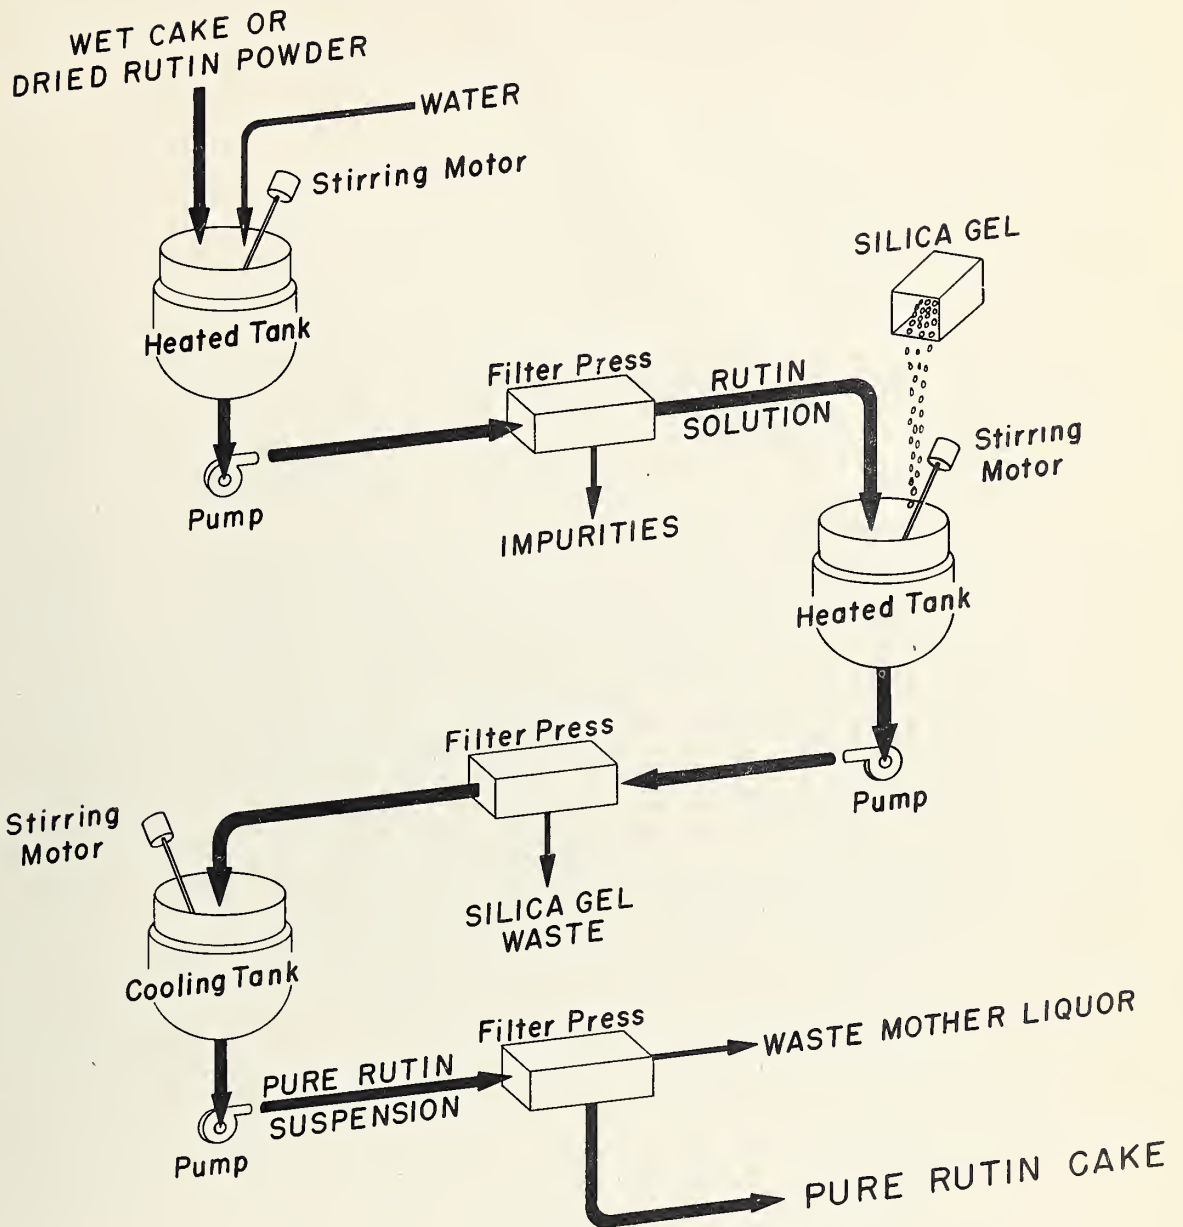 WET CAKE OR
DRIED RUTIN POWDER
WATER
Stirring Motor
Heated Tank
Pump
Filter Press
IMPURITIES
RUTIN
SOLUTION
SILICA GEL
Stirring
Motor
Heated Tank
Pump
Filter Press
SILICA GEL
WASTE
Stirring
Motor
Cooling Tank
Pump
PURE RUTIN
SUSPENSION
Filter Press
WASTE MOTHER LIQUOR
PURE RUTIN CAKE